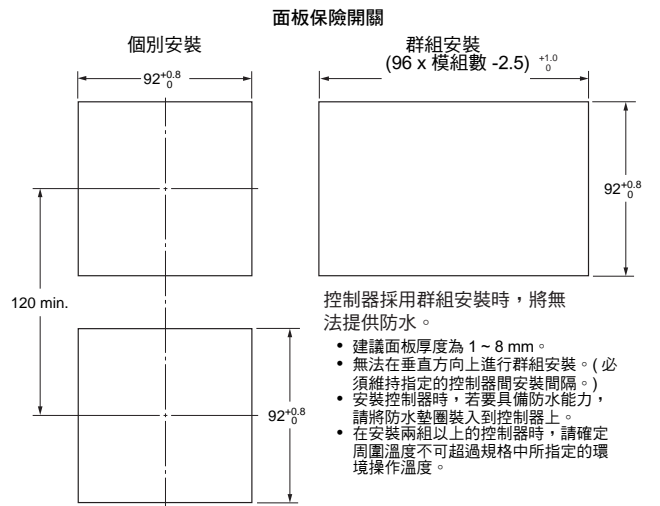 面板保險開關
個別安裝
群組安裝
(96 x 模組數 -2.5) +1.0 0
92+0.8 0
92+0.8 0
120 min.
控制器採用群組安裝時，將無
法提供防水。
• 建議面板厚度為 1 ~ 8 mm。
• 無法在垂直方向上進行群組安裝。( 必
須維持指定的控制器間安裝間隔。)
• 安裝控制器時，若要具備防水能力，
請將防水墊圈裝入到控制器上。
• 在安裝兩組以上的控制器時，請確定
周圍溫度不可超過規格中所指定的環
境操作溫度。
92+0.8 0